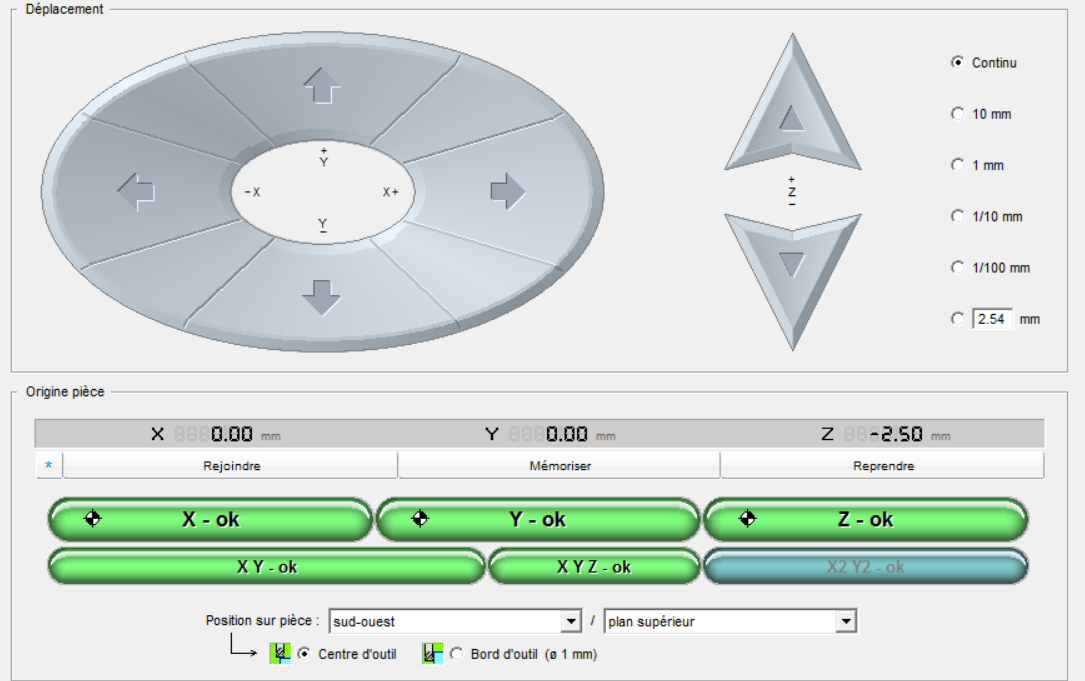 Déplacement
Continu
10 mm
+
Y
1 mm
- X X +
+
Z
-
Y
-
1/10 mm
1/100 mm
2.54 mm
Origine pièce
X 0.00 mm Y 0.00 mm Z -2.50 mm
* Rejoindre Mémoriser Reprendre
X - ok Y - ok Z - ok
X Y - ok X Y Z - ok X2 Y2 - ok
Position sur pièce : sud-ouest / plan supérieur
Centre d'outil Bord d'outil (ø 1 mm)